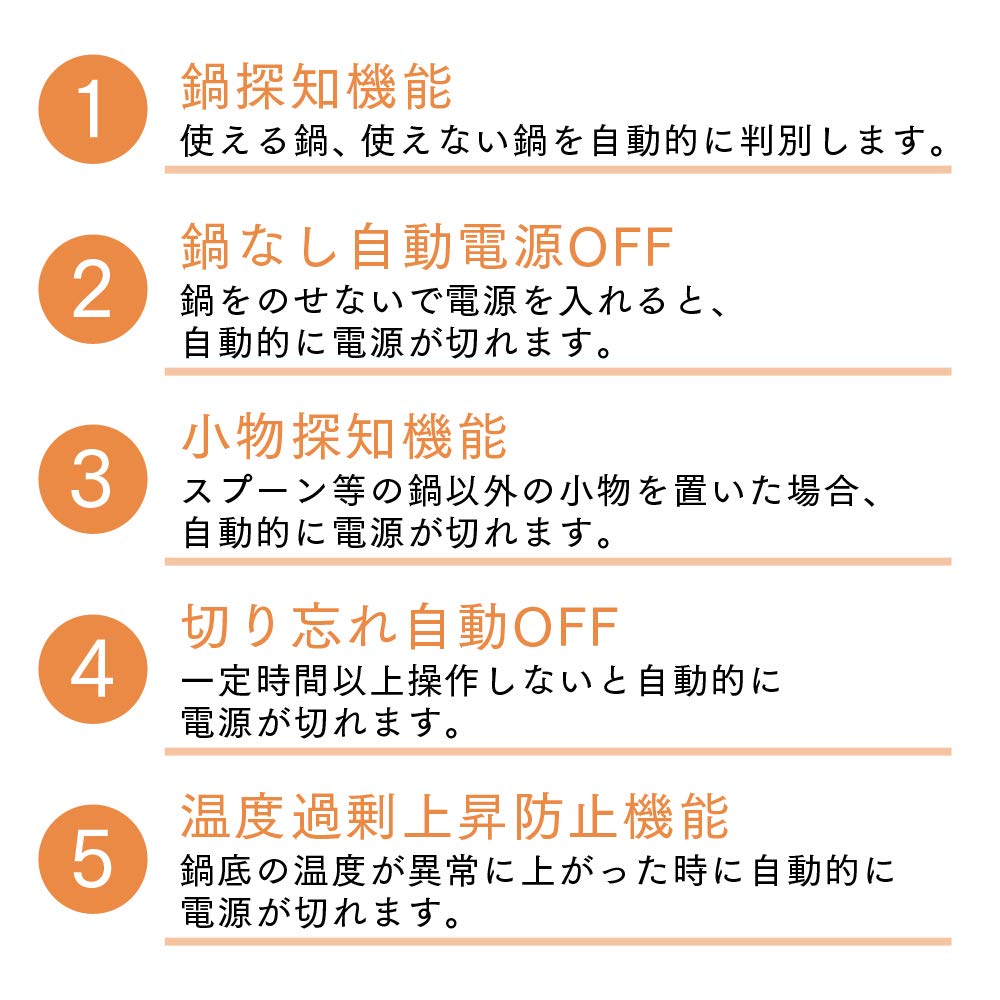 1
鍋探知機能
使える鍋、使えない鍋を自動的に判別します。
2
鍋なし自動電源OFF
鍋をのせないで電源を入れると、
自動的に電源が切れます。
3
小物探知機能
スプーン等の鍋以外の小物を置いた場合、
自動的に電源が切れます。
4
切り忘れ自動OFF
一定時間以上操作しないと自動的に
電源が切れます。
5
温度過剰上昇防止機能
鍋底の温度が異常に上がった時に自動的に
電源が切れます。